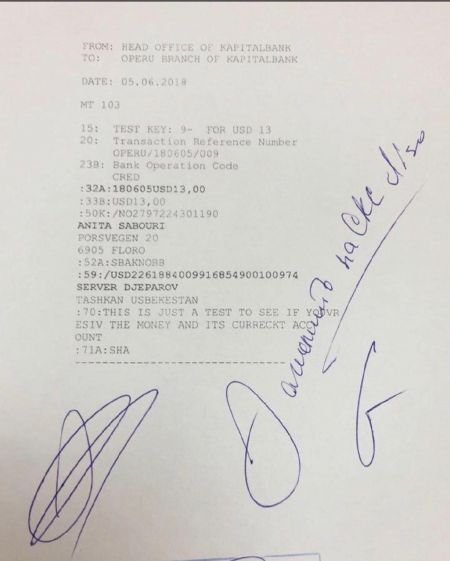 FROM: HEAD OFFICE OF KAPITALBANK
TO: OPERU BRANCH OF KAPITALBANK
DATE: 05.06.2018
MT 103
15: TEST KEY: 9- FOR USD 13
20: Transaction Reference Number
OPERU/180605/009
23B: Bank Operation Code
CRED
:32A:180605USD13,00
:33B:USD13,00
:50K:/NO2797224301190
ANITA SABOURI
PORSVEGEN 20
6905 FLORO
:52A:SBAKNOBB
:59:/USD2261884009916854900100974
SERVER DJEPAROV
TASHKAN USBEKESTAN
:70:THIS IS JUST A TEST TO SEE IF YOUVR
ESIV THE MONEY AND ITS CURRECKT ACC
OUNT
:71A:SHA